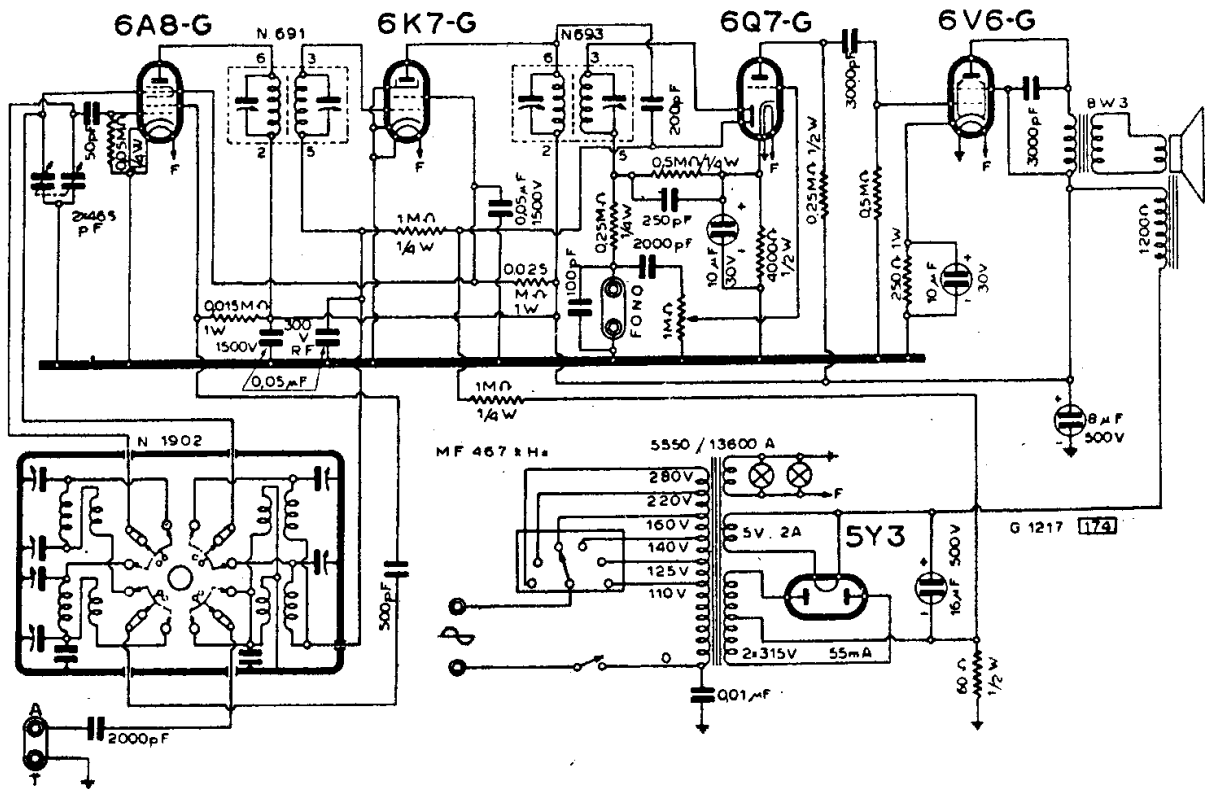 6A8-G
6K7-G
6Q7-G
6V6-G
N.691
N693
6
3
6
3
2
5
2
5
F
F
F
F
50pF
0,05MΩ
1/4W
2x465
pF
200pF
3000pF
3000pF
BW3
0,05µF
1500V
1MΩ
1/4W
0,5MΩ 1/4W
250pF
0,25MΩ
1/4W
2000pF
10µF
30V
4000Ω
1/2W
0,25MΩ 1/2W
0,5MΩ
250Ω 1W
10µF
30V
1200Ω
0,015MΩ
1W
0,025
MΩ
1W
100pF
FONO
1MΩ
1500V
300
V
RF
0,05µF
1MΩ
1/4W
8µF
500V
N 1902
MF 467 kHz
5550 / 13600 A
280V
220V
160V
140V
125V
110V
0
F
5V. 2A
5Y3
G 1217 174
500V
16µF
2x315V
55mA
60Ω
1/2W
500pF
0,01µF
A
2000pF
T